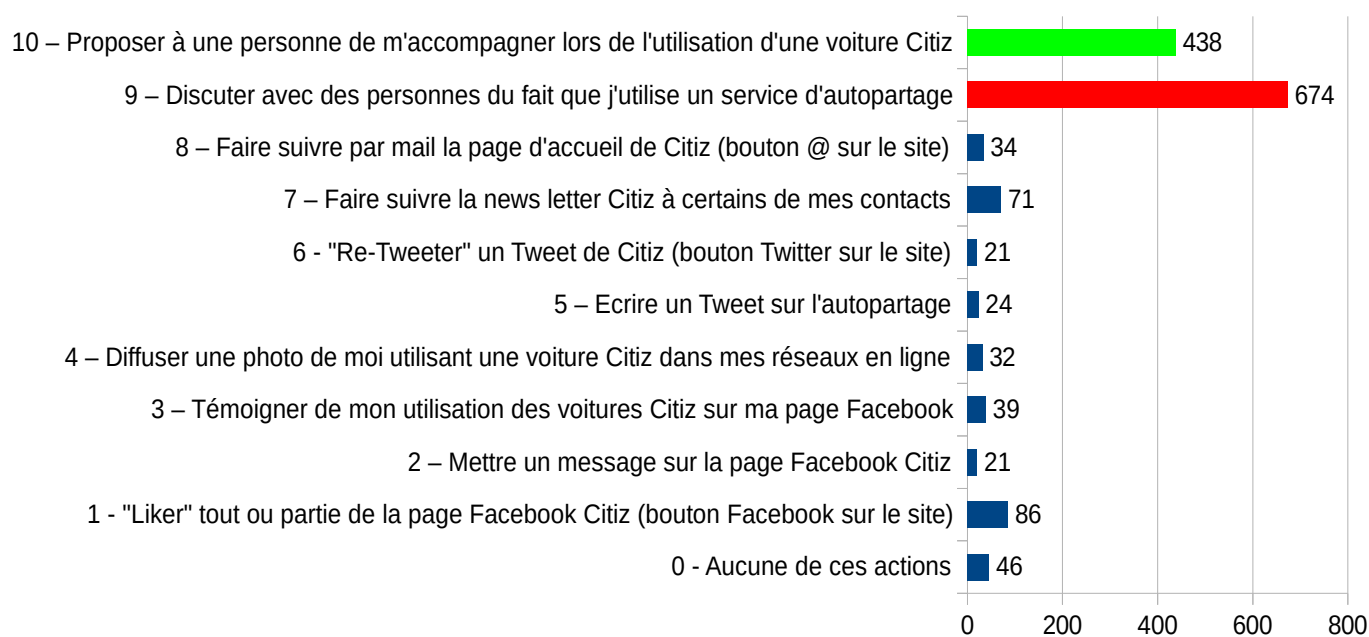 10 – Proposer à une personne de m'accompagner lors de l'utilisation d'une voiture Citiz 438
9 – Discuter avec des personnes du fait que j'utilise un service d'autopartage 674
8 – Faire suivre par mail la page d'accueil de Citiz (bouton @ sur le site) 34
7 – Faire suivre la news letter Citiz à certains de mes contacts 71
6 - "Re-Tweeter" un Tweet de Citiz (bouton Twitter sur le site) 21
5 – Ecrire un Tweet sur l'autopartage 24
4 – Diffuser une photo de moi utilisant une voiture Citiz dans mes réseaux en ligne 32
3 – Témoigner de mon utilisation des voitures Citiz sur ma page Facebook 39
2 – Mettre un message sur la page Facebook Citiz 21
1 - "Liker" tout ou partie de la page Facebook Citiz (bouton Facebook sur le site) 86
0 - Aucune de ces actions 46
0 200 400 600 800